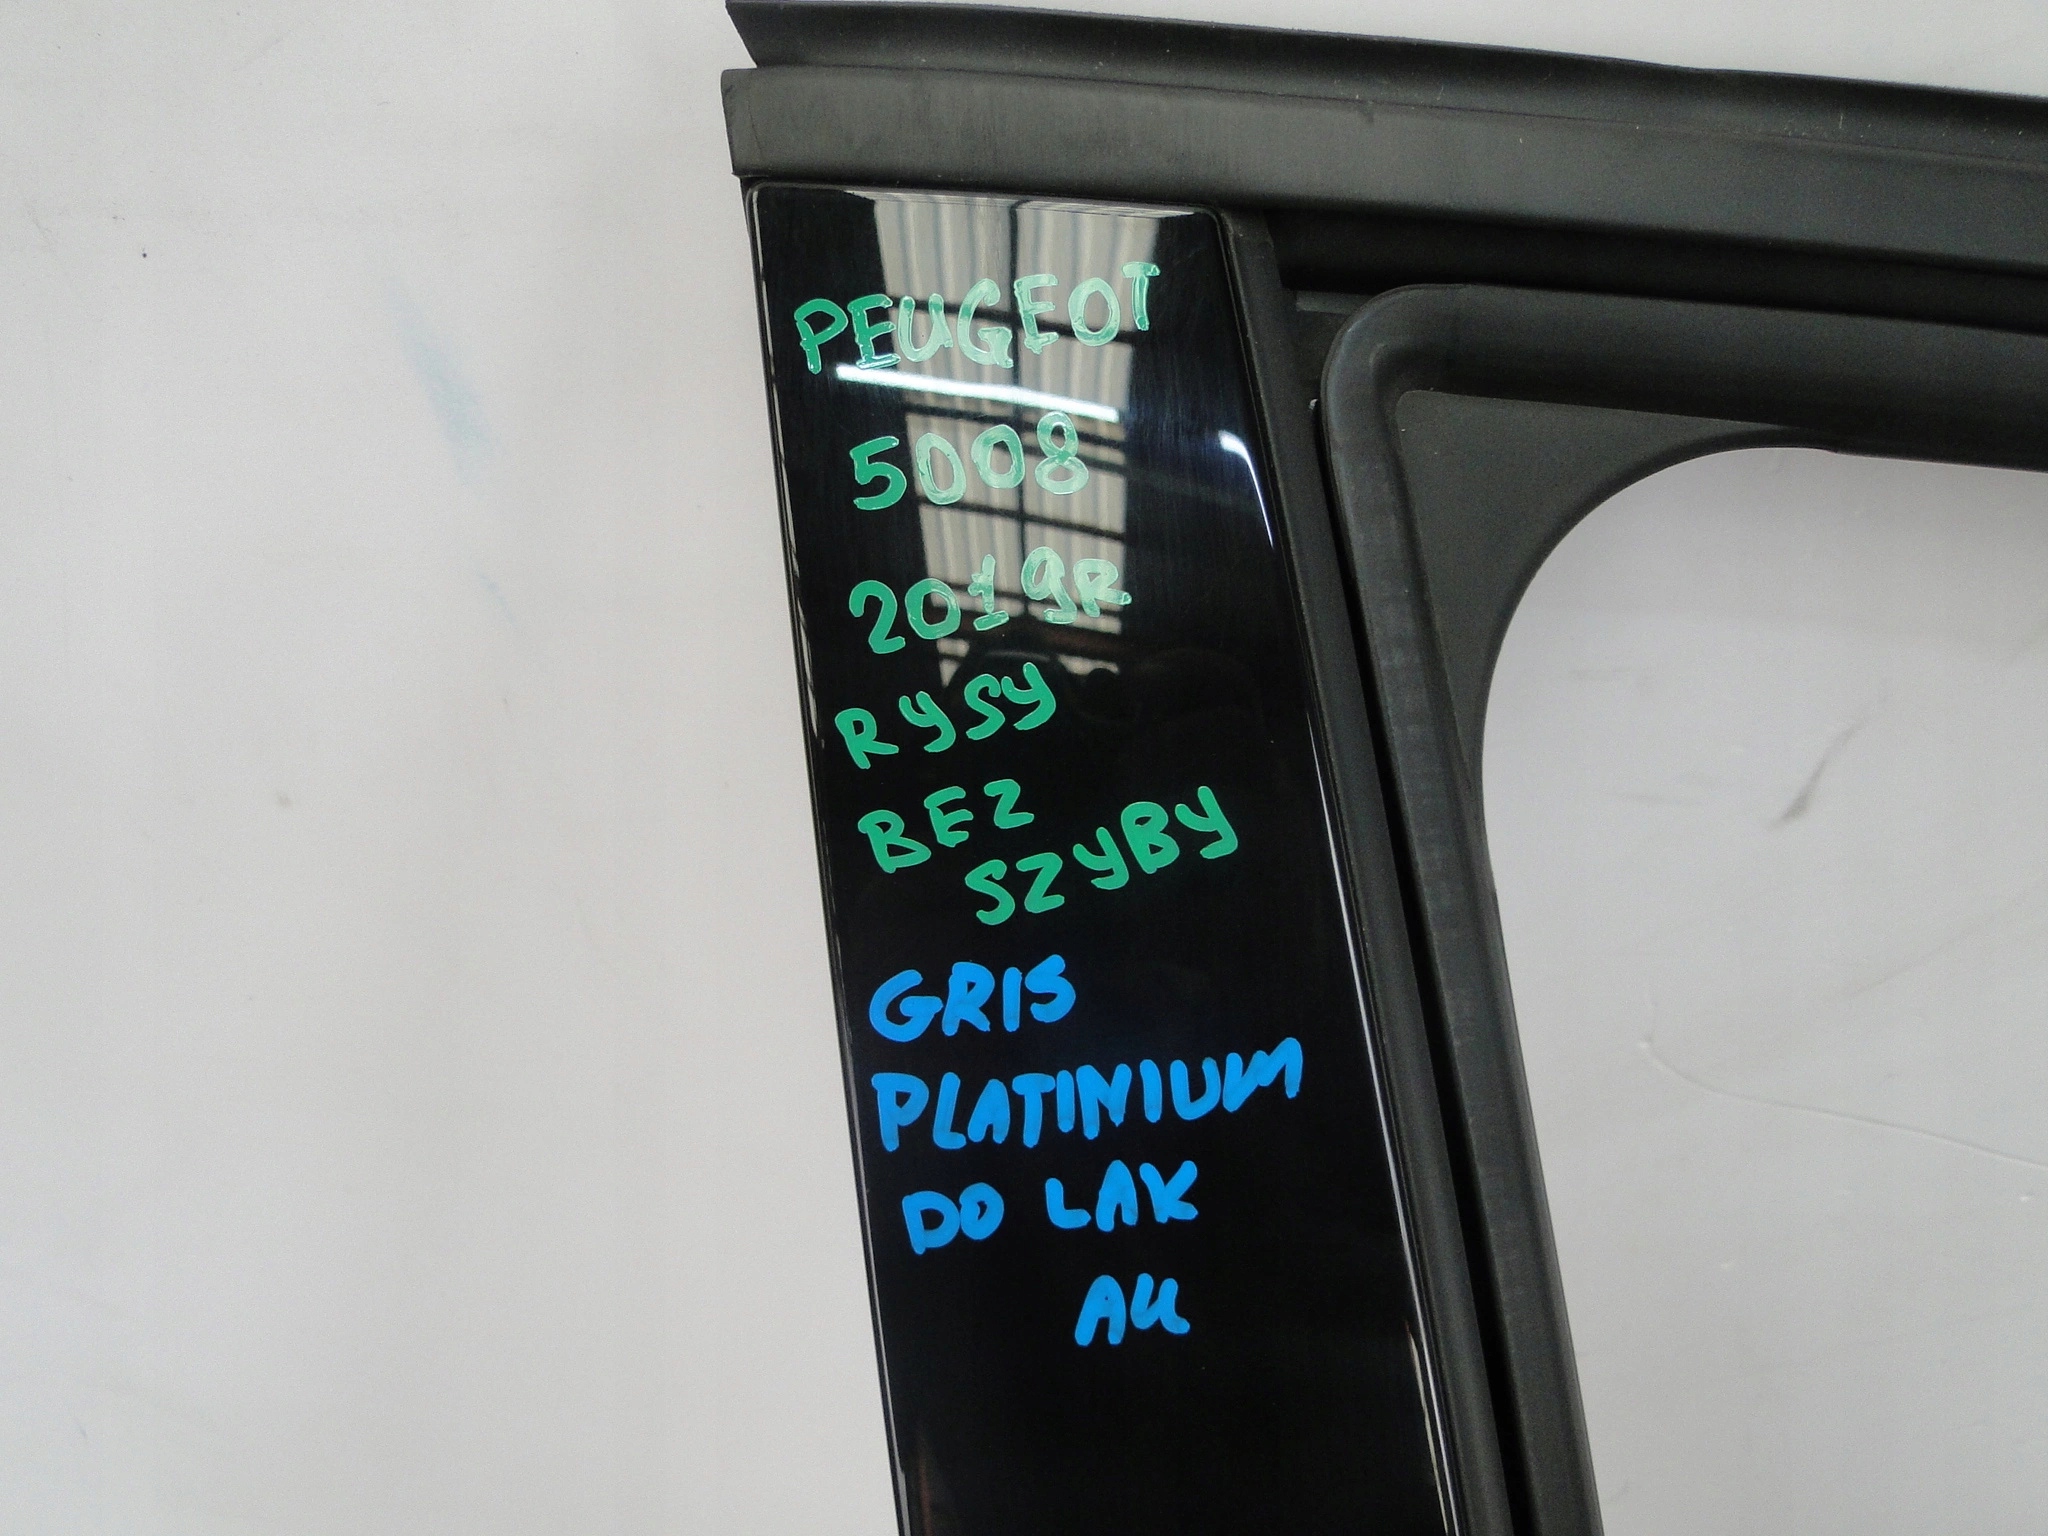 PEUGEOT
5008
2019R
RYSY
BEZ
SZYBY
GRIS
PLATINIUM
DO LAK
AU